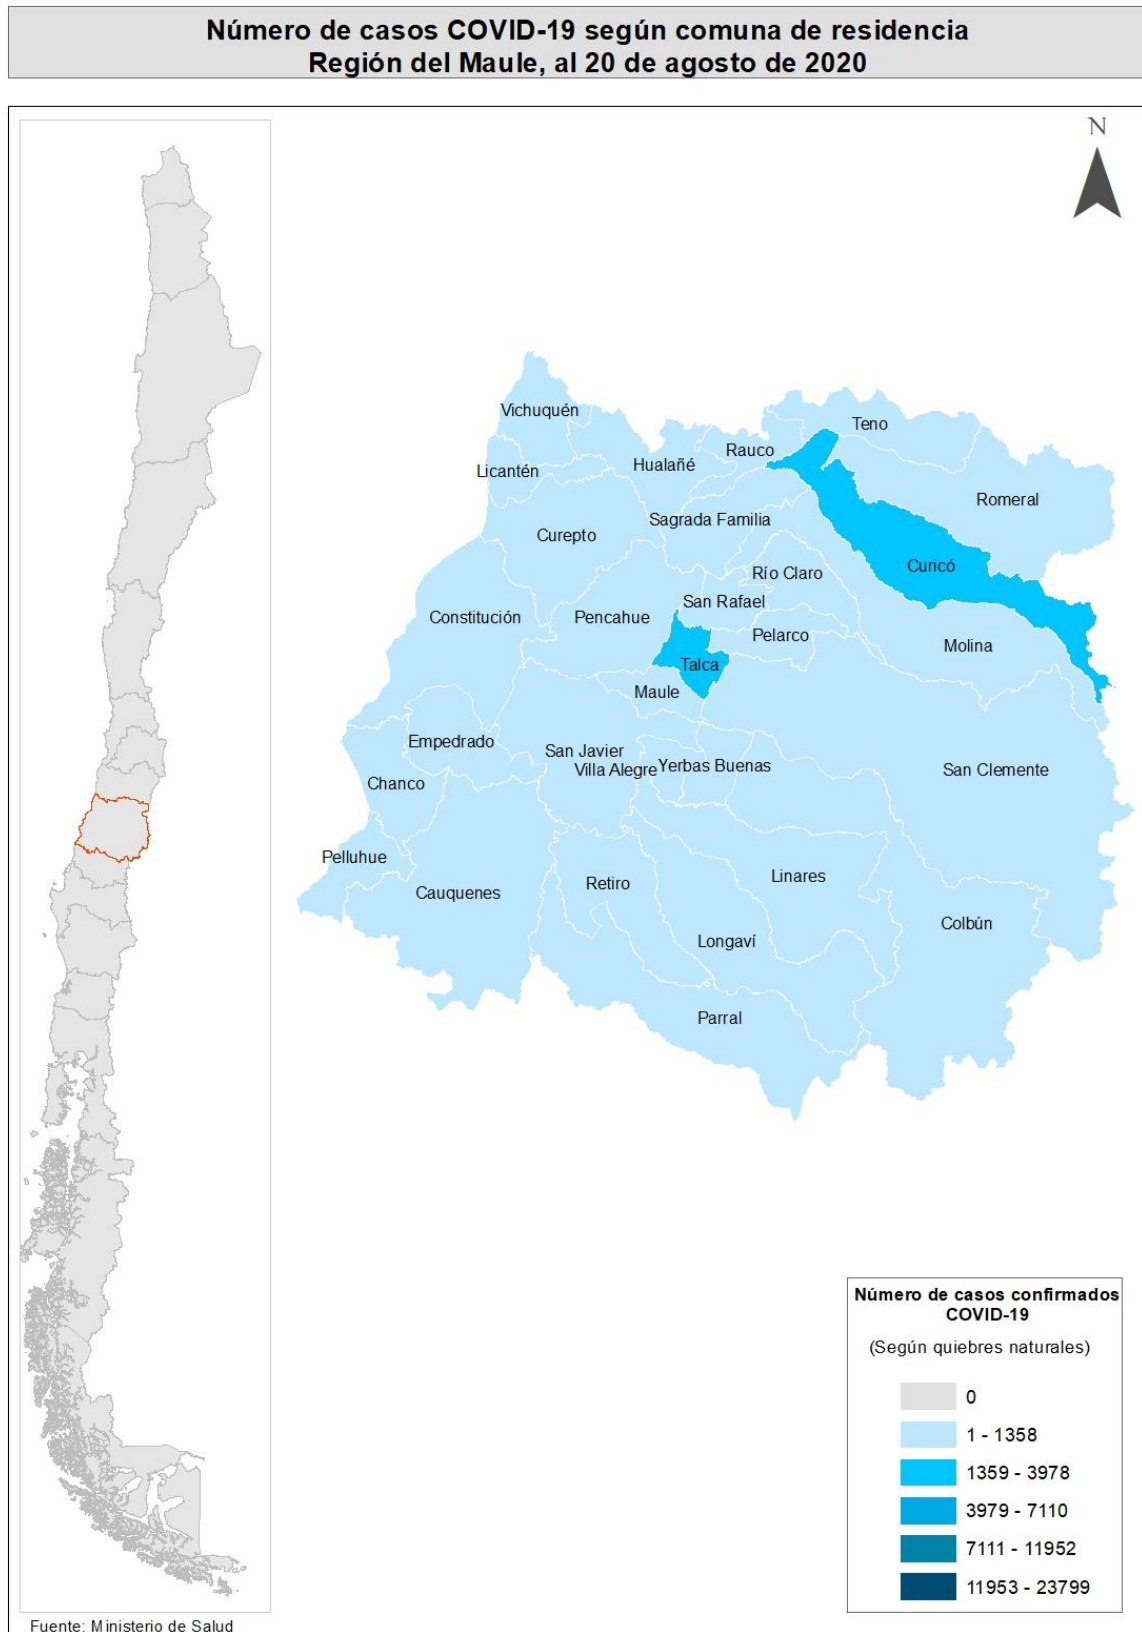 Número de casos COVID-19 según comuna de residencia
Región del Maule, al 20 de agosto de 2020
N
Vichuquén
Teno
Rauco
Hualañé
Licantén
Romeral
Sagrada Familia
Curepto
Curicó
Río Claro
San Rafael
Constitución
Pencahue
Pelarco
Molina
Talca
Maule
Empedrado
San Javier
Villa Alegre
Yerbas Buenas
San Clemente
Chanco
Pelluhue
Cauquenes
Retiro
Linares
Colbún
Longaví
Parral
Número de casos confirmados
COVID-19
(Según quiebres naturales)
0
1 - 1358
1359 - 3978
3979 - 7110
7111 - 11952
11953 - 23799
Fuente: Ministerio de Salud